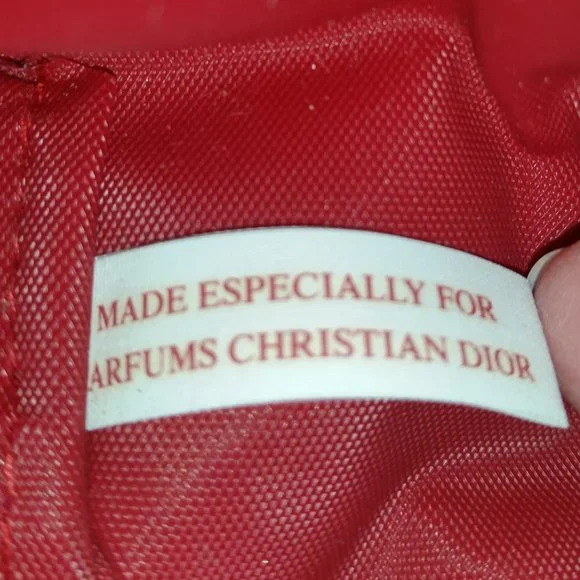 MADE ESPECIALLY FOR
ARFUMS CHRISTIAN DIOR